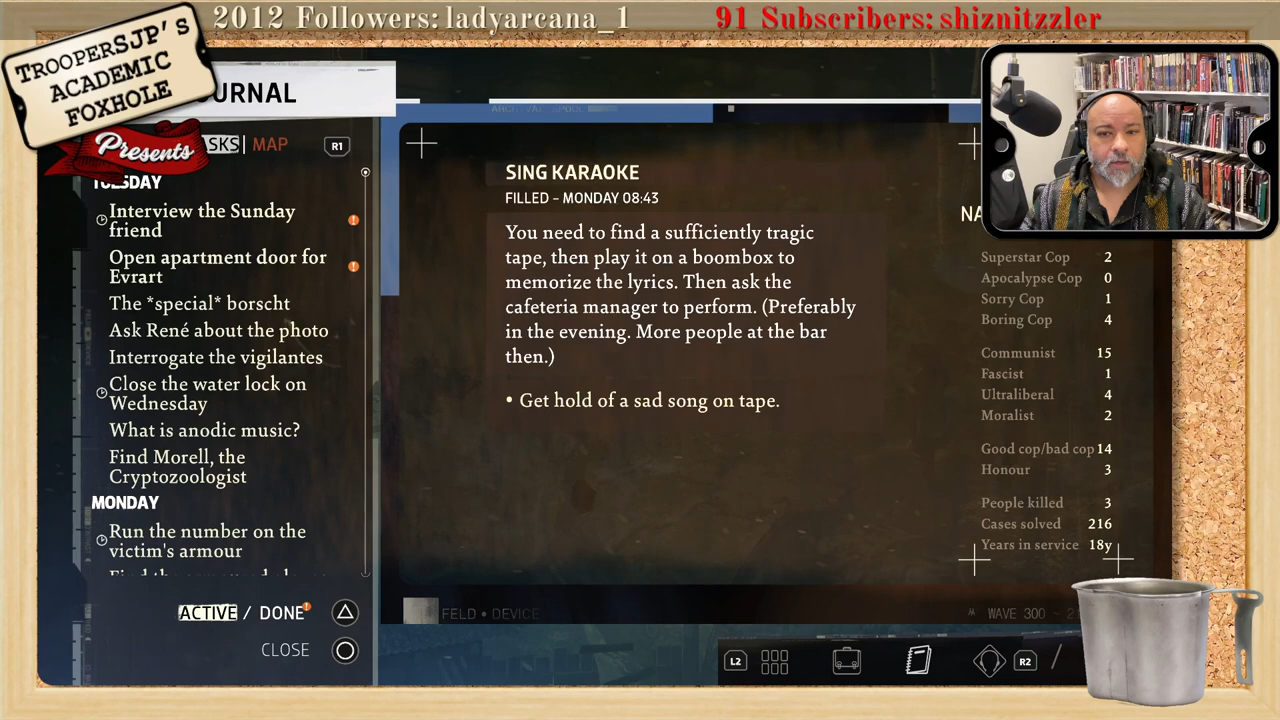 2012 Followers: ladyarcana_1
91 Subscribers: shiznitzzler
TROOPERSJP'S
ACADEMIC
FOXHOLE
Presents
URNAL
ASKS | MAP
R1
TUESDAY
Interview the Sunday
friend
Open apartment door for
Evrart
The *special* borscht
Ask René about the photo
Interrogate the vigilantes
Close the water lock on
Wednesday
What is anodic music?
Find Morell, the
Cryptozoologist
MONDAY
Run the number on the
victim's armour
ACTIVE / DONE
CLOSE
SING KARAOKE
FILLED – MONDAY 08:43
You need to find a sufficiently tragic
tape, then play it on a boombox to
memorize the lyrics. Then ask the
cafeteria manager to perform. (Preferably
in the evening. More people at the bar
then.)
• Get hold of a sad song on tape.
NA
Superstar Cop 2
Apocalypse Cop 0
Sorry Cop 1
Boring Cop 4
Communist 15
Fascist 1
Ultraliberal 4
Moralist 2
Good cop/bad cop 14
Honour 3
People killed 3
Cases solved 216
Years in service 18y
FELD • DEVICE
WAVE 300
L2
R2